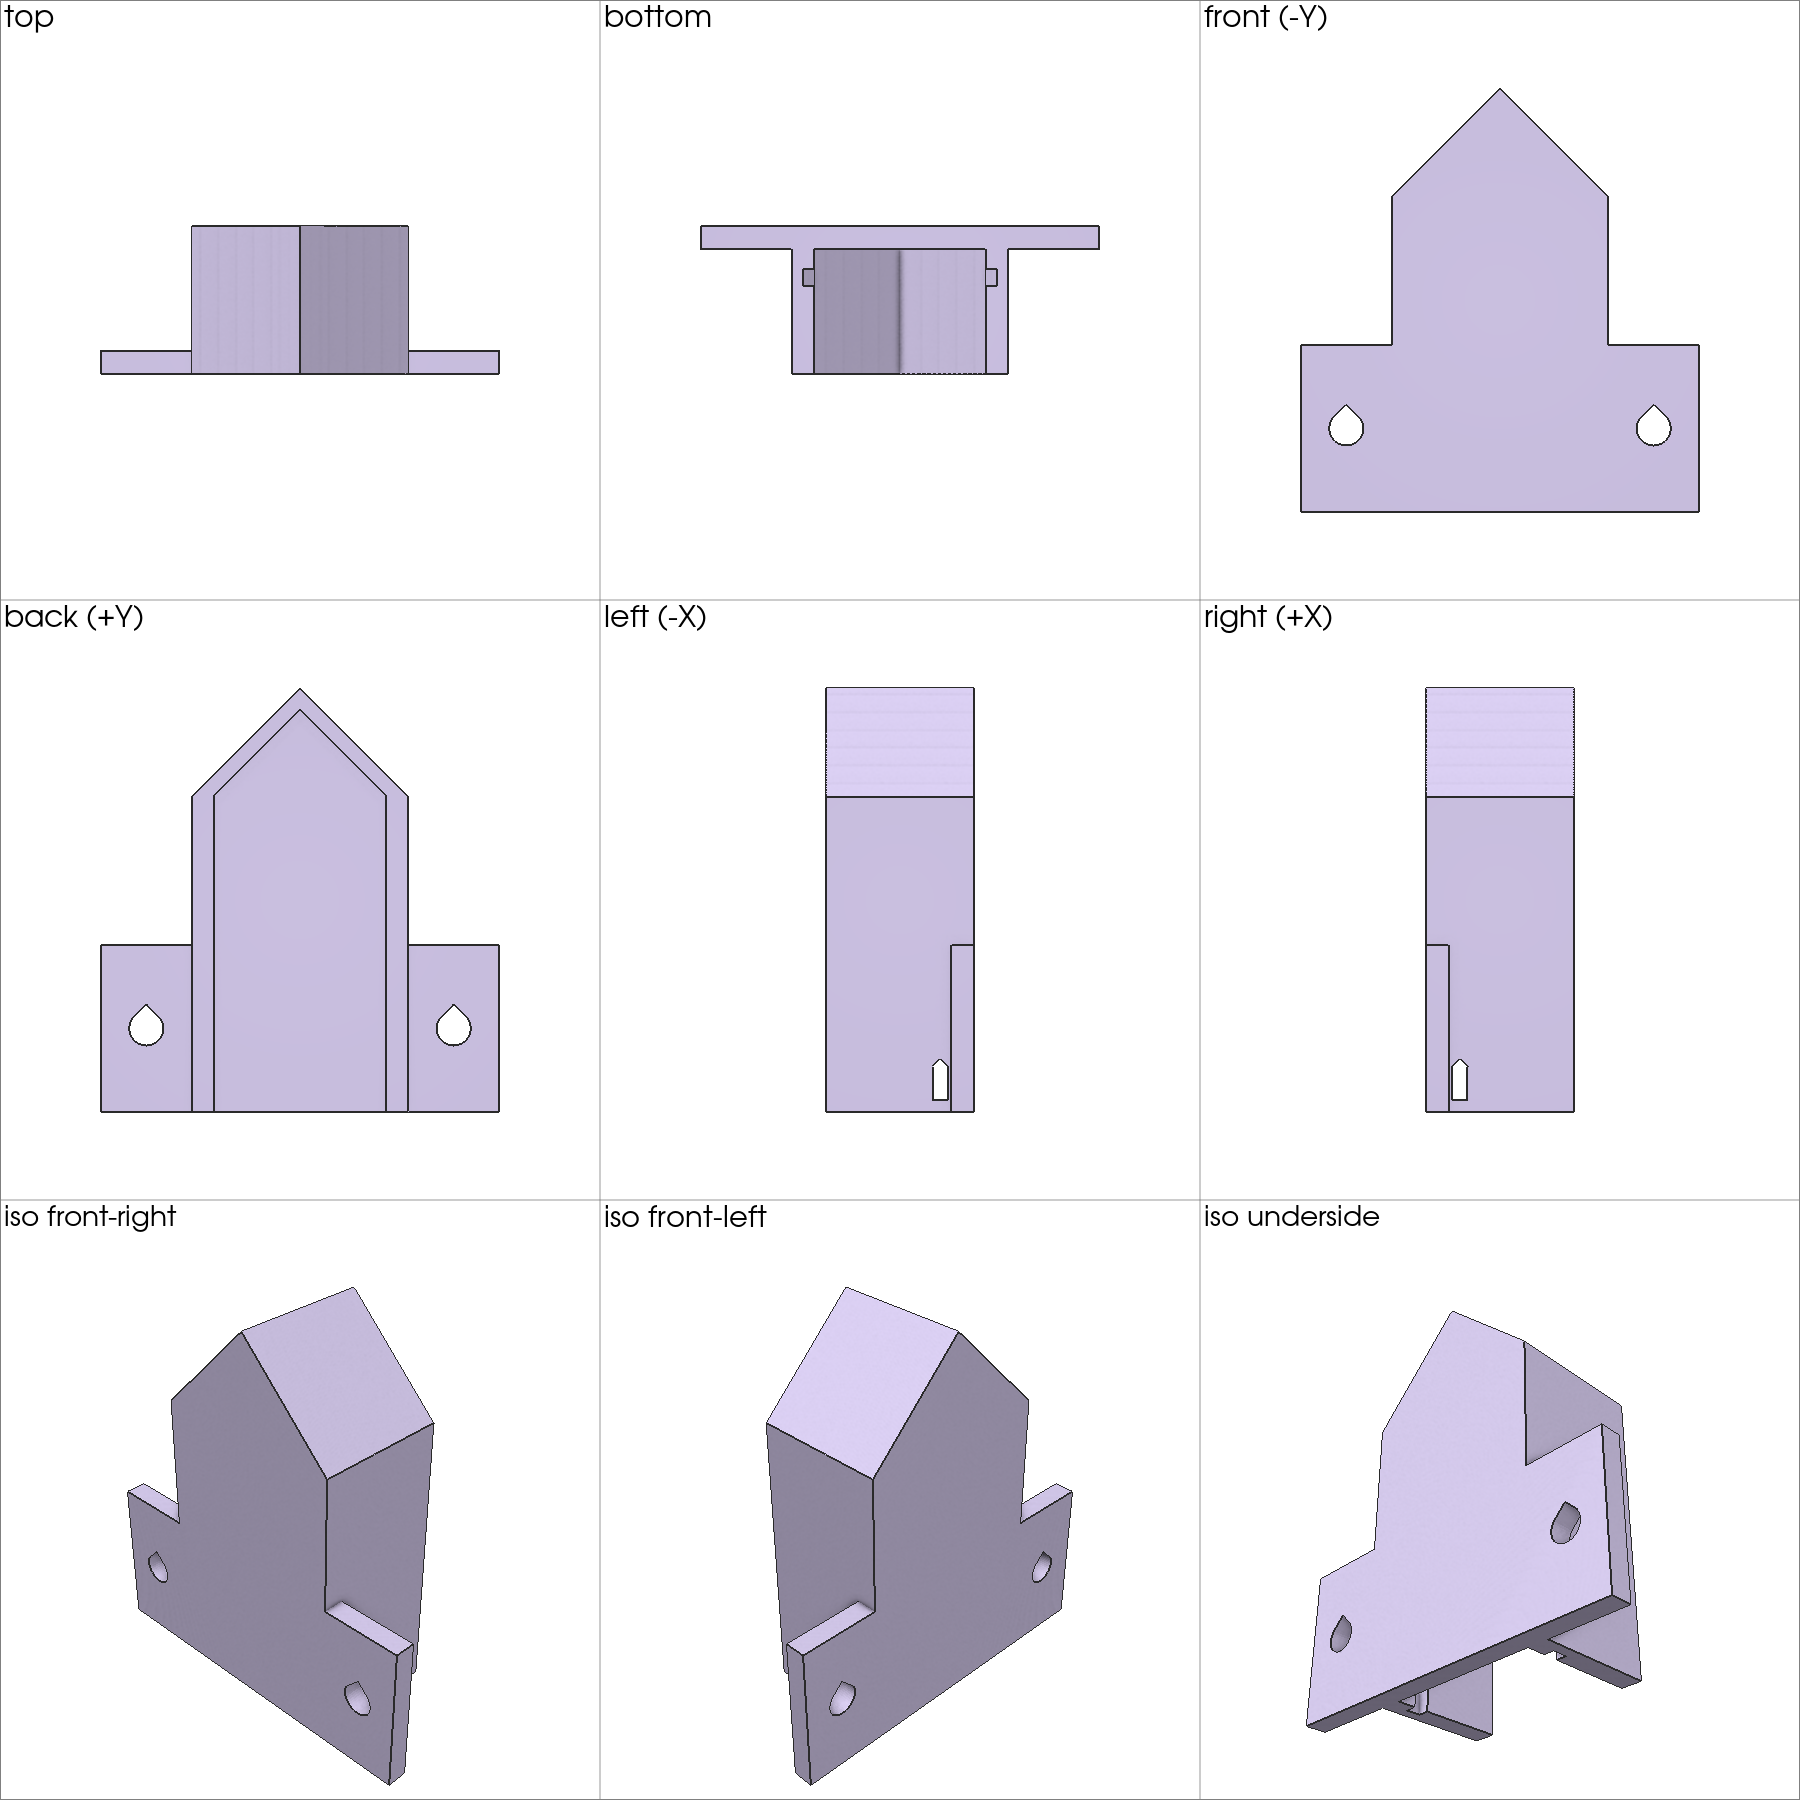 top
bottom
front (-Y)
back (+Y)
left (-X)
right (+X)
iso front-right
iso front-left
iso underside